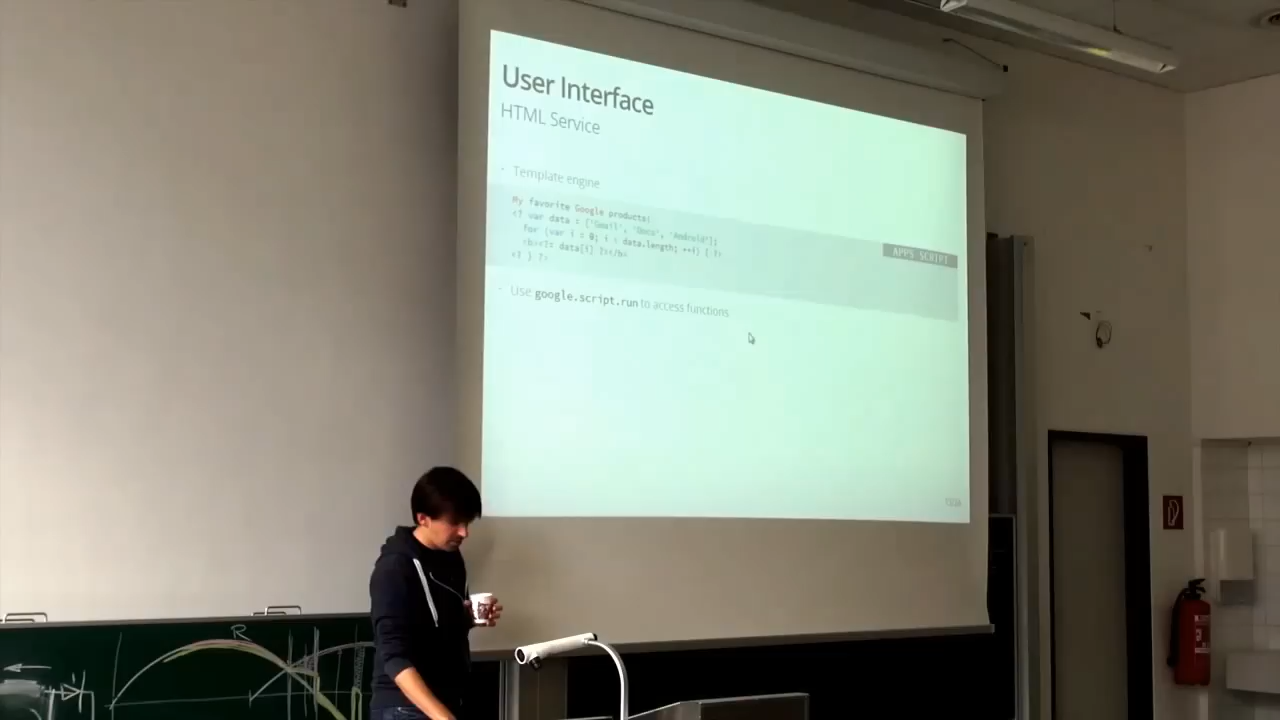 User Interface
HTML Service
- Template engine
My favorite Google products:
<? var data = ['Gmail', 'Docs', 'Android'];
for (var i = 0; i < data.length; ++i) { ?>
<b><?= data[i] ?></b>
<? } ?>
APPS SCRIPT
- Use google.script.run to access functions
R